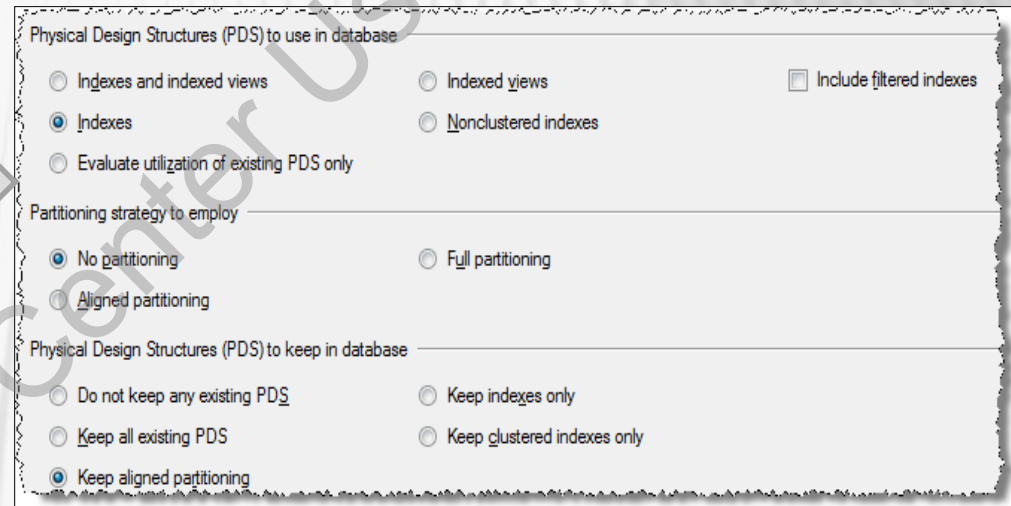 Physical Design Structures (PDS) to use in database
Indexes and indexed views
Indexed views
Include filtered indexes
Indexes
Nonclustered indexes
Evaluate utilization of existing PDS only
Partitioning strategy to employ
No partitioning
Full partitioning
Aligned partitioning
Physical Design Structures (PDS) to keep in database
Do not keep any existing PDS
Keep indexes only
Keep all existing PDS
Keep clustered indexes only
Keep aligned partitioning
Center Us